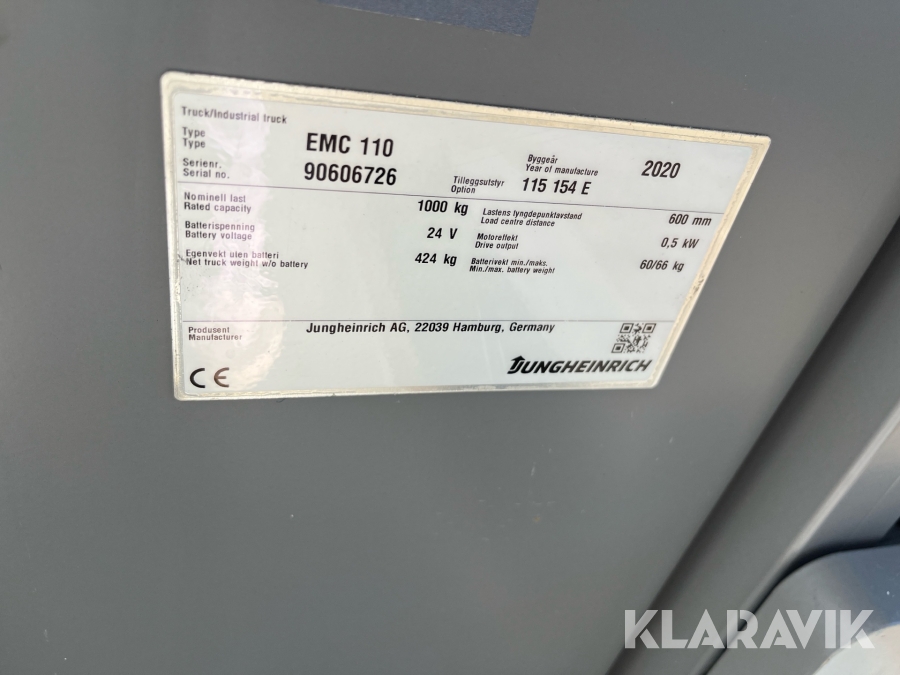 Truck/Industrial truck
Type
Type
EMC 110
Byggeår
Year of manufacture
2020
Serienr.
Serial no.
90606726
Tilleggsutstyr
Option
115 154 E
Nominell last
Rated capacity
1000 kg
Lastens tyngdepunktavstand
Load centre distance
600 mm
Batterispenning
Battery voltage
24 V
Motoreffekt
Drive output
0,5 kW
Egenvekt uten batteri
Net truck weight w/o battery
424 kg
Batterivekt min./maks.
Min./max. battery weight
60/66 kg
Produsent
Manufacturer
Jungheinrich AG, 22039 Hamburg, Germany
CE
JUNGHEINRICH
KLARAVIK